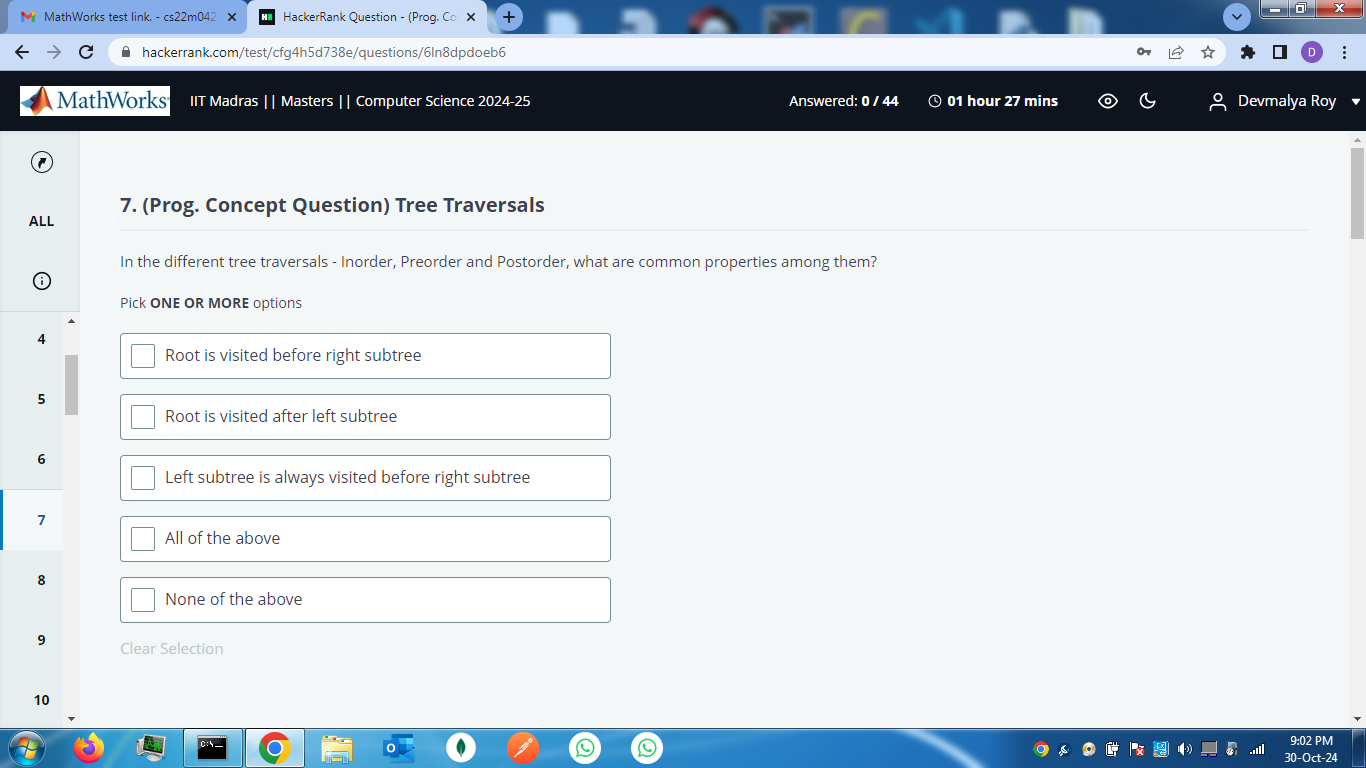 MathWorks test link. - cs22m042
HackerRank Question - (Prog. Co
hackerrank.com/test/cfg4h5d738e/questions/6ln8dpdoeb6
D
MathWorks
IIT Madras || Masters || Computer Science 2024-25
Answered: 0 / 44
01 hour 27 mins
Devmalya Roy
ALL
4
5
6
7
8
9
10
7. (Prog. Concept Question) Tree Traversals
In the different tree traversals - Inorder, Preorder and Postorder, what are common properties among them?
Pick ONE OR MORE options
Root is visited before right subtree
Root is visited after left subtree
Left subtree is always visited before right subtree
All of the above
None of the above
Clear Selection
9:02 PM
30-Oct-24